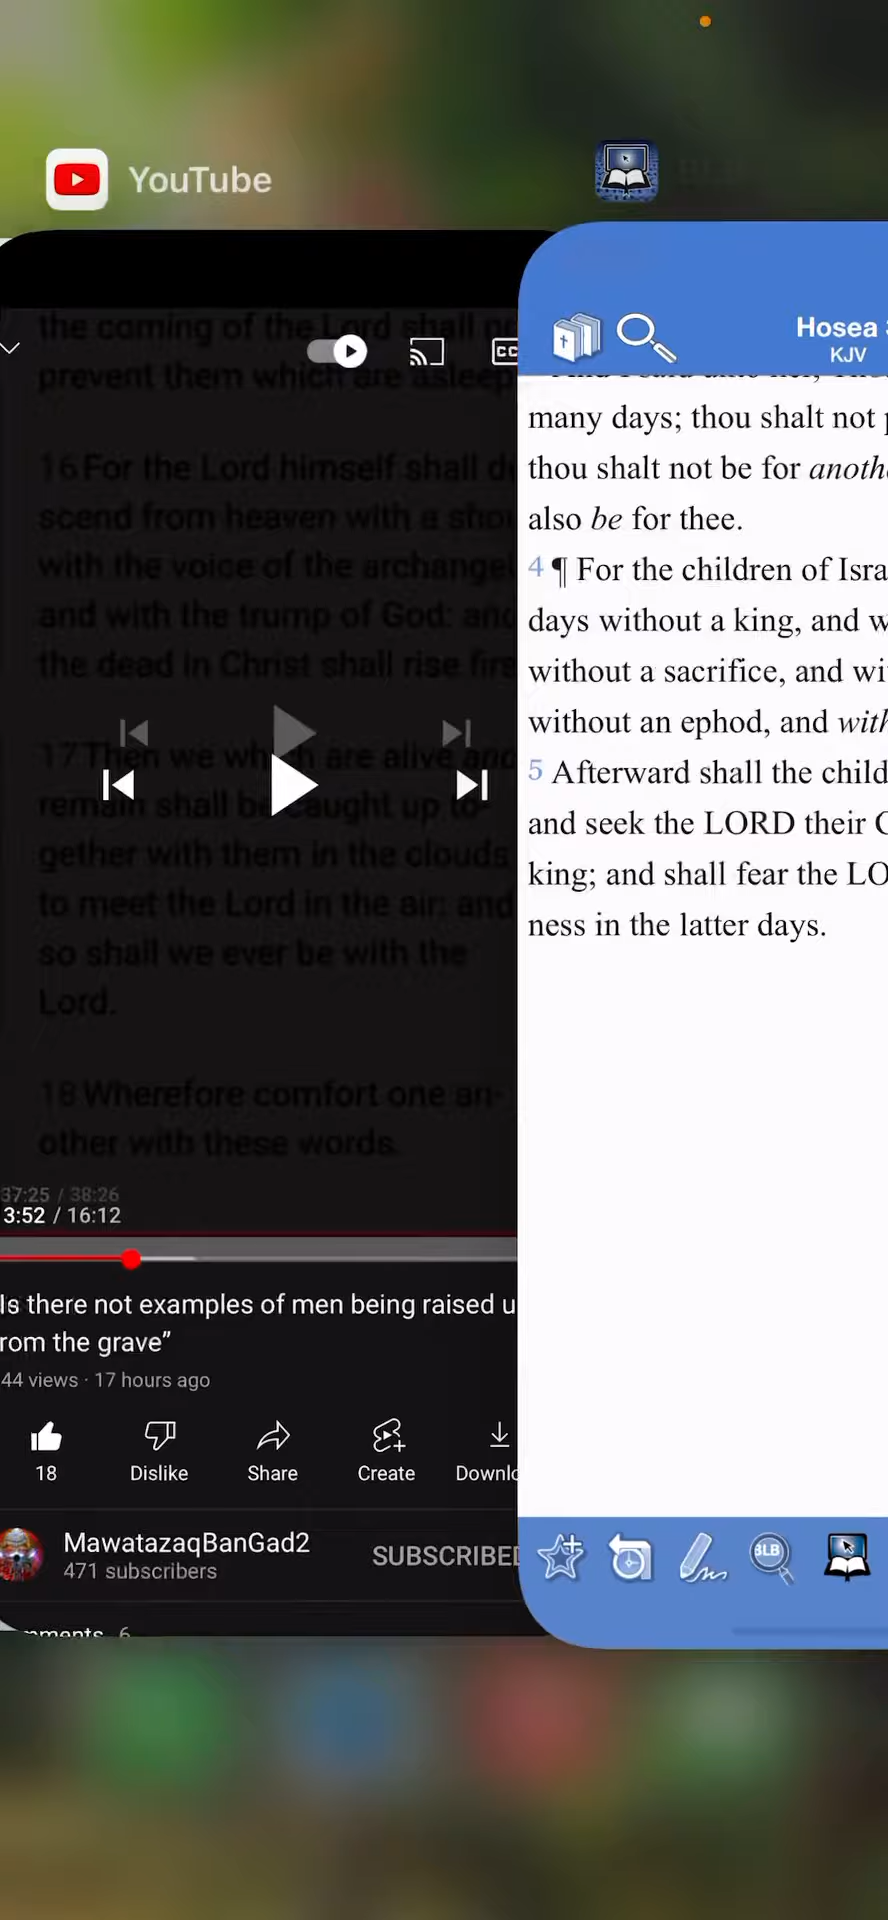 YouTube
the coming of the Lord shall
prevent them which are asleep
16 For the Lord himself shall
scend from heaven with a
with the voice of the archangel
and with the trump of God: and
the dead in Christ shall rise
17 Then we which are alive and
remain shall be caught up to-
gether with them in the clouds
to meet the Lord in the air: and
so shall we ever be with the
Lord.
18 Wherefore comfort one an-
other with these words.
37:25 / 38:26
3:52 / 16:12
Is there not examples of men being raised u
rom the grave”
44 views · 17 hours ago
18
Dislike
Share
Create
Downlo
MawatazaqBanGad2
471 subscribers
SUBSCRIBED
mments 6
CC
Hosea
KJV
many days; thou shalt not
thou shalt not be for anoth
also be for thee.
4 ¶ For the children of Isra
days without a king, and w
without a sacrifice, and wi
without an ephod, and with
5 Afterward shall the child
and seek the LORD their
king; and shall fear the LO
ness in the latter days.
BLB